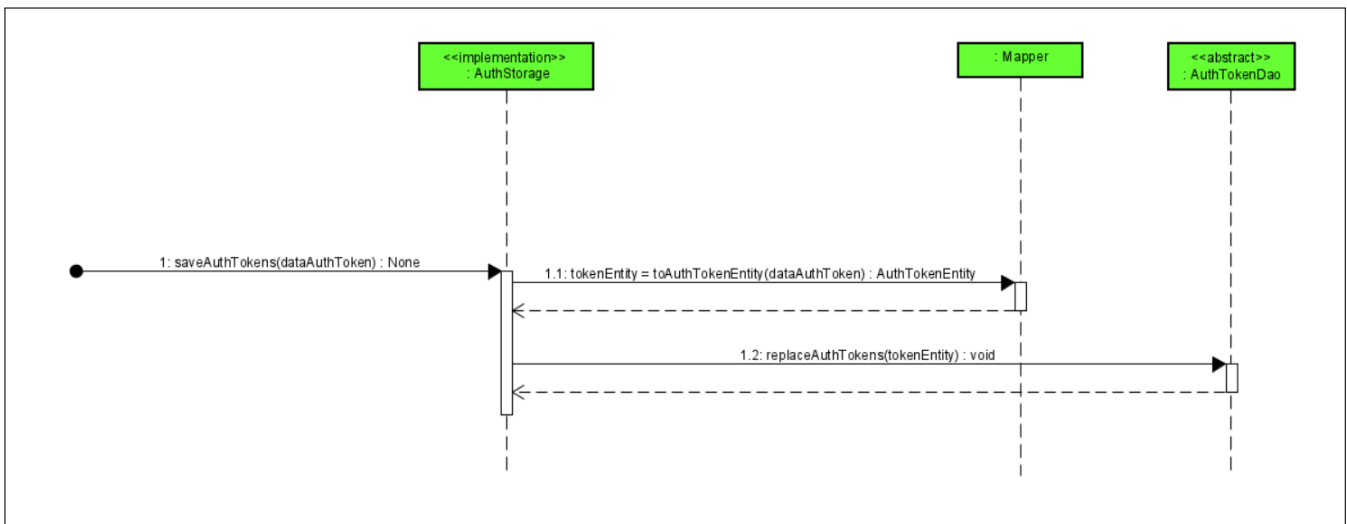 <<implementation>>
: AuthStorage
: Mapper
<<abstract>>
: AuthTokenDao
1: saveAuthTokens(dataAuthToken) : None
1.1: tokenEntity = toAuthTokenEntity(dataAuthToken) : AuthTokenEntity
1.2: replaceAuthTokens(tokenEntity) : void